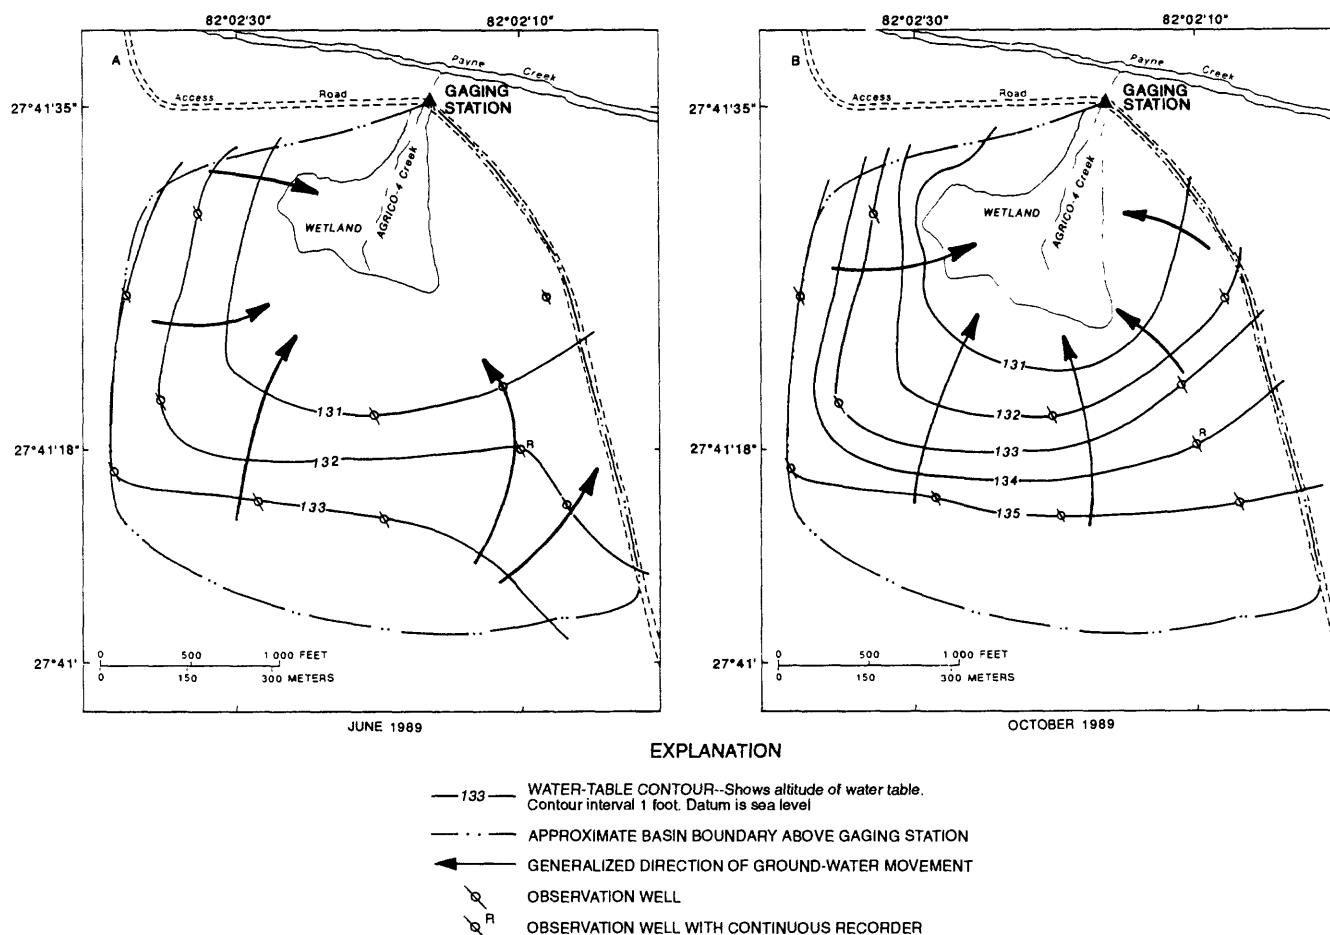 82°02'30"
82°02'10"
A
Payne
Creek
Access
Road
GAGING
STATION
27°41'35"
WETLAND
AGRICO-4 Creek
131
27°41'18"
132
R
133
27°41'
0 500 1 000 FEET
0 150 300 METERS
JUNE 1989
82°02'30"
82°02'10"
B
Payne
Creek
Access
Road
GAGING
STATION
27°41'35"
WETLAND
AGRICO-4 Creek
131
132
R
27°41'18"
133
134
135
27°41'
0 500 1 000 FEET
0 150 300 METERS
OCTOBER 1989
EXPLANATION
133 WATER-TABLE CONTOUR--Shows altitude of water table.
Contour interval 1 foot. Datum is sea level
APPROXIMATE BASIN BOUNDARY ABOVE GAGING STATION
GENERALIZED DIRECTION OF GROUND-WATER MOVEMENT
OBSERVATION WELL
R OBSERVATION WELL WITH CONTINUOUS RECORDER